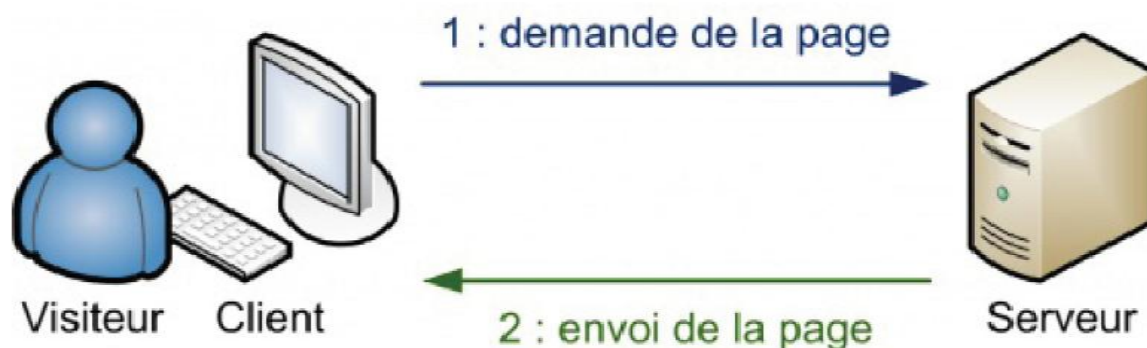 1 : demande de la page
Visiteur Client
Serveur
2 : envoi de la page